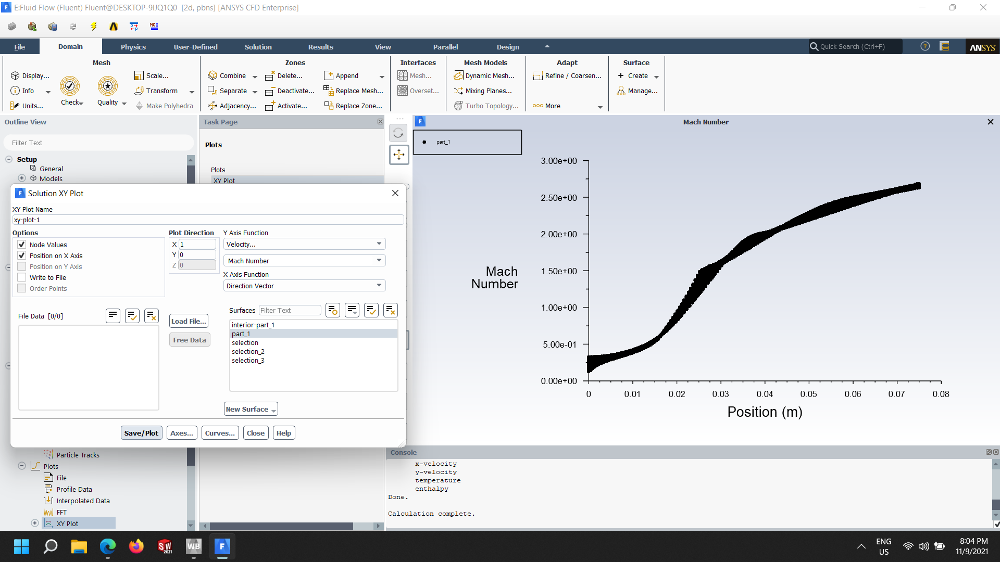 E:Fluid Flow (Fluent) Fluent@DESKTOP-9IJQ1Q0 [2d, pbns] [ANSYS CFD Enterprise]
File Domain Physics User-Defined Solution Results View Parallel Design Quick Search (Ctrl+F) ANSYS
Mesh Zones Interfaces Mesh Models Adapt Surface
Display... Scale... Combine Delete... Append Mesh... Dynamic Mesh... Refine / Coarsen... Create
Info Transform Separate Deactivate... Replace Mesh... Overset... Mixing Planes... Manage...
Check Quality
Units... Make Polyhedra Adjacency... Activate... Replace Zone... Turbo Topology... More
Outline View
Filter Text
Setup
General
Models
Task Page
Plots
Plots
XY Plot
Solution XY Plot
XY Plot Name
xy-plot-1
Options
Node Values
Position on X Axis
Position on Y Axis
Write to File
Order Points
Plot Direction
X 1
Y 0
Z 0
Y Axis Function
Velocity...
Mach Number
X Axis Function
Direction Vector
File Data [0/0]
Load File...
Free Data
Surfaces Filter Text
interior-part_1
part_1
selection
selection_2
selection_3
New Surface
Save/Plot Axes... Curves... Close Help
Particle Tracks
Plots
File
Profile Data
Interpolated Data
FFT
XY Plot
Mach Number
part_1
3.00e+00
2.50e+00
2.00e+00
1.50e+00
1.00e+00
5.00e-01
0.00e+00
Mach
Number
0 0.01 0.02 0.03 0.04 0.05 0.06 0.07 0.08
Position (m)
Console
x-velocity
y-velocity
temperature
enthalpy
Done.
Calculation complete.
SW 2021 WB F
ENG
US
8:04 PM
11/9/2021